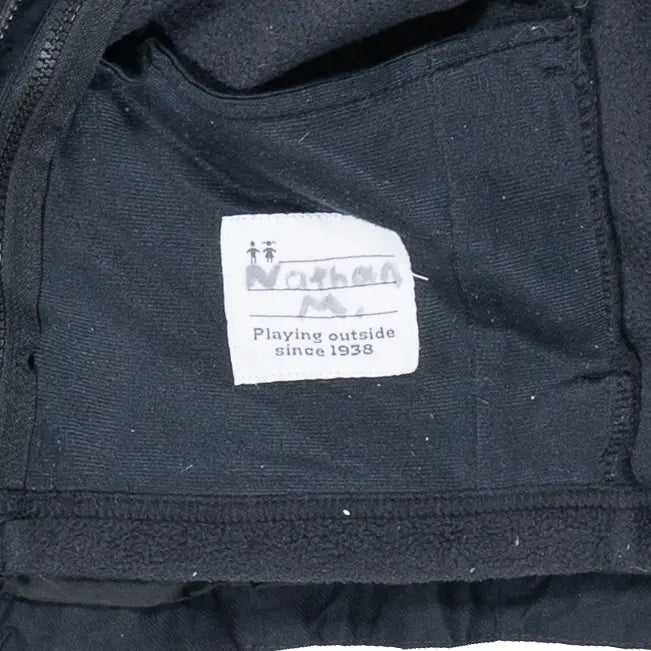 Nathan
M.
Playing outside
since 1938